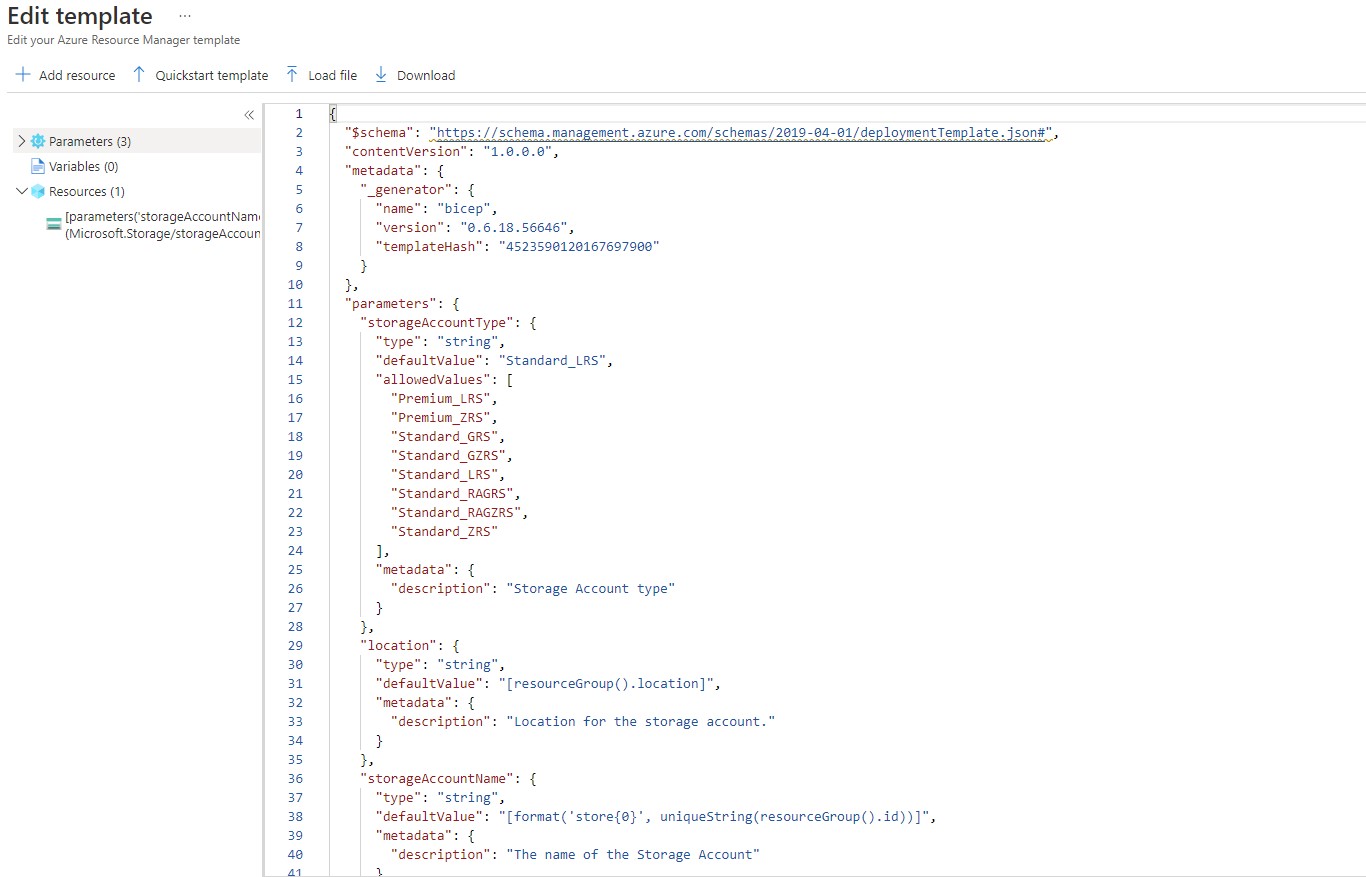 Edit template ...
Edit your Azure Resource Manager template
Add resource Quickstart template Load file Download
Parameters (3)
Variables (0)
Resources (1)
[parameters('storageAccountName
(Microsoft.Storage/storageAccoun
1 {
2 "$schema": "https://schema.management.azure.com/schemas/2019-04-01/deploymentTemplate.json#",
3 "contentVersion": "1.0.0.0",
4 "metadata": {
5 "_generator": {
6 "name": "bicep",
7 "version": "0.6.18.56646",
8 "templateHash": "4523590120167697900"
9 }
10 },
11 "parameters": {
12 "storageAccountType": {
13 "type": "string",
14 "defaultValue": "Standard_LRS",
15 "allowedValues": [
16 "Premium_LRS",
17 "Premium_ZRS",
18 "Standard_GRS",
19 "Standard_GZRS",
20 "Standard_LRS",
21 "Standard_RAGRS",
22 "Standard_RAGZRS",
23 "Standard_ZRS"
24 ],
25 "metadata": {
26 "description": "Storage Account type"
27 }
28 },
29 "location": {
30 "type": "string",
31 "defaultValue": "[resourceGroup().location]",
32 "metadata": {
33 "description": "Location for the storage account."
34 }
35 },
36 "storageAccountName": {
37 "type": "string",
38 "defaultValue": "[format('store{0}', uniqueString(resourceGroup().id))]",
39 "metadata": {
40 "description": "The name of the Storage Account"
41 }